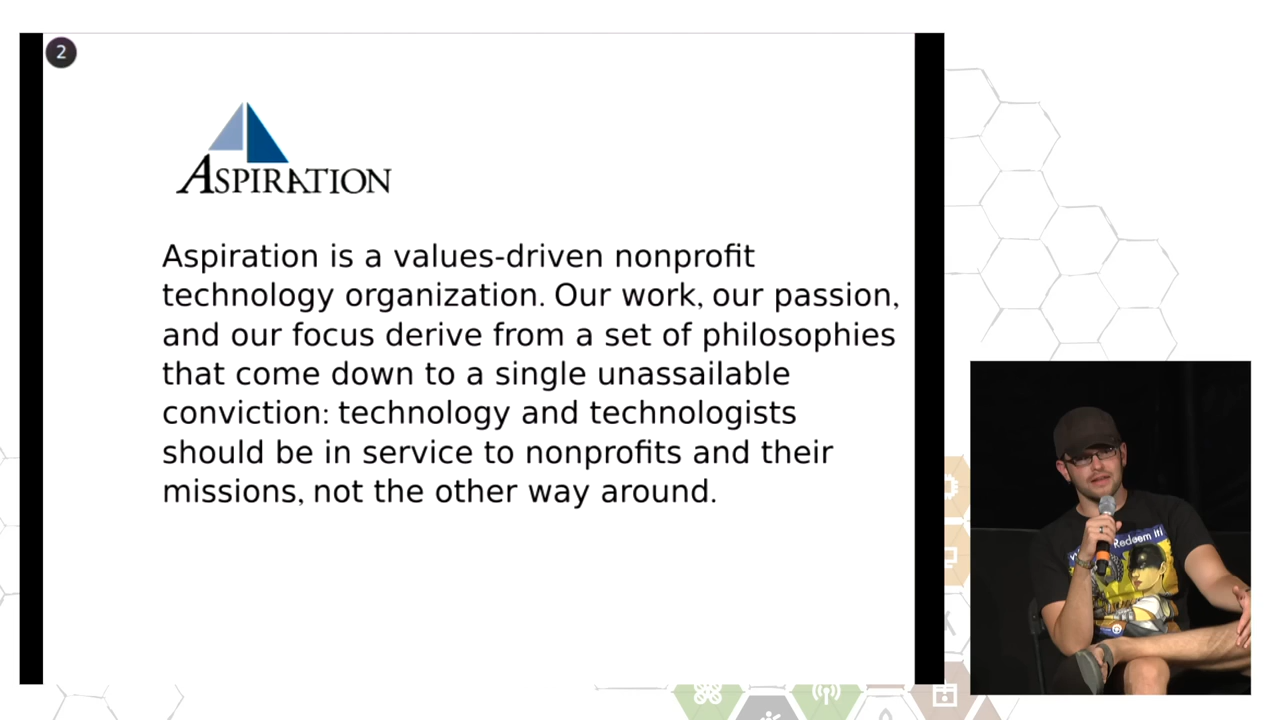 2
ASPIRATION
Aspiration is a values-driven nonprofit
technology organization. Our work, our passion,
and our focus derive from a set of philosophies
that come down to a single unassailable
conviction: technology and technologists
should be in service to nonprofits and their
missions, not the other way around.
Redeem it!